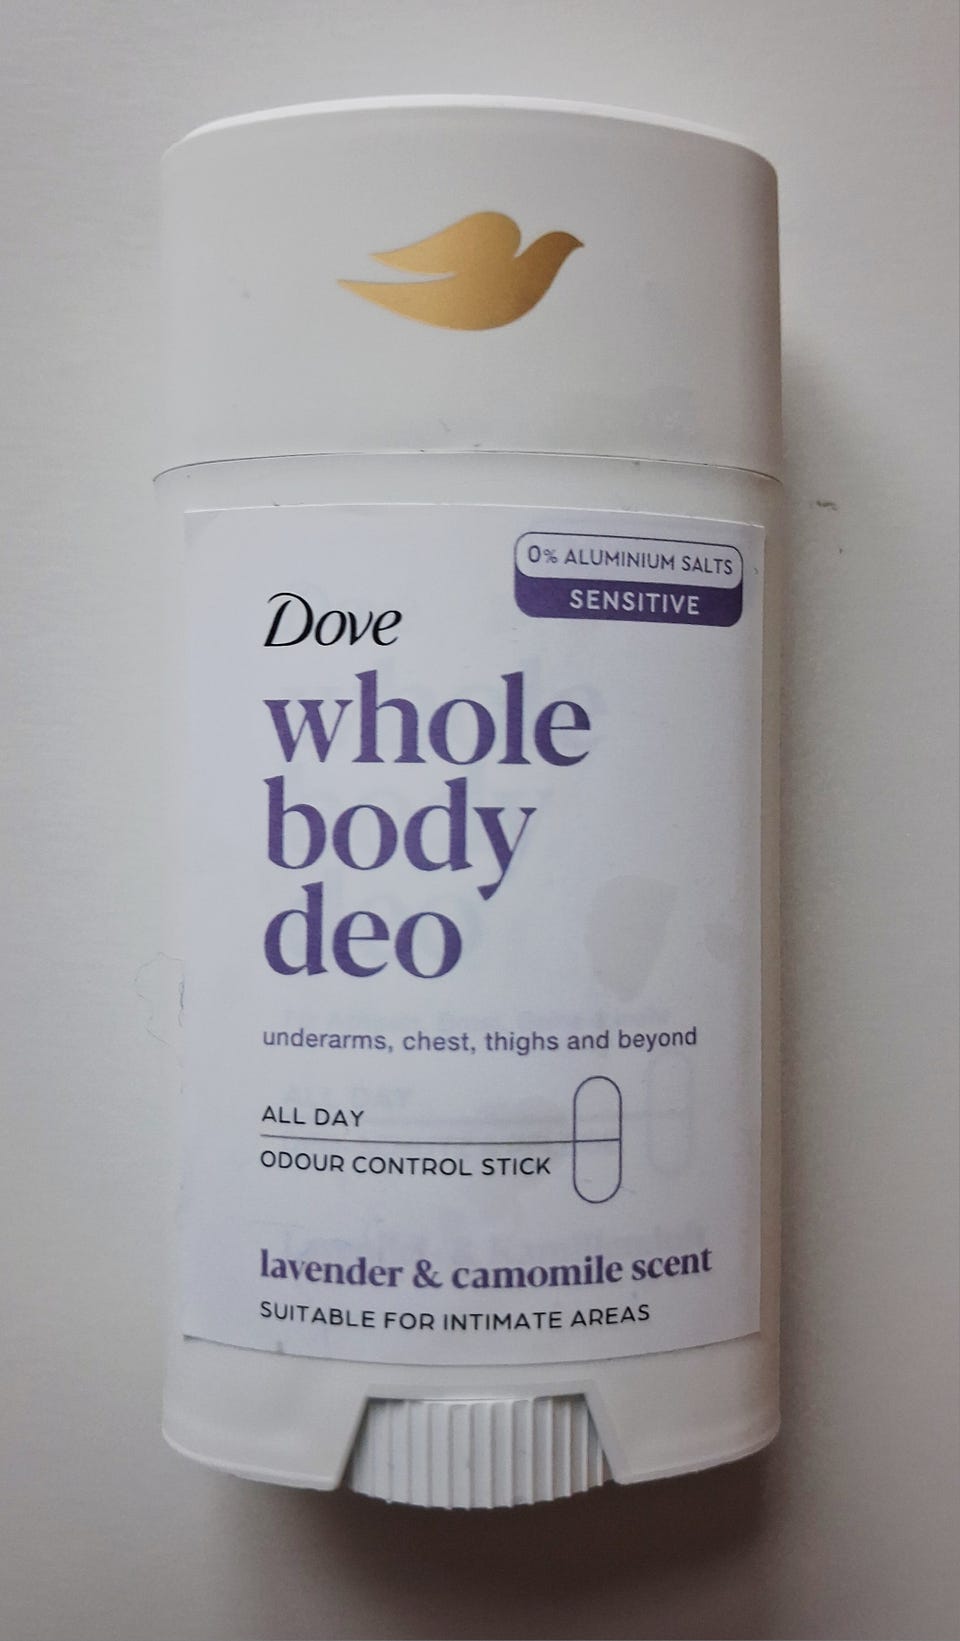 0% ALUMINIUM SALTS
SENSITIVE
Dove
whole
body
deo
underarms, chest, thighs and beyond
ALL DAY
ODOUR CONTROL STICK
lavender & camomile scent
SUITABLE FOR INTIMATE AREAS